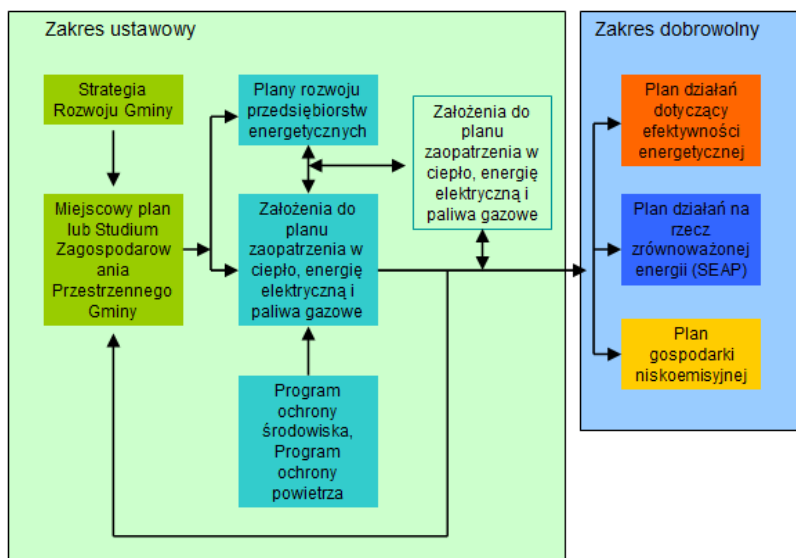 Zakres ustawowy
Strategia
Rozwoju Gminy
Miejscowy plan
lub Studium
Zagospodarow
ania
Przestrzennego
Gminy
Plany rozwoju
przedsiębiorstw
energetycznych
Założenia do
planu
zaopatrzenia w
ciepło, energię
elektryczną i
paliwa gazowe
Program
ochrony
środowiska,
Program
ochrony
powietrza
Założenia do
planu
zaopatrzenia w
ciepło, energię
elektryczną i
paliwa gazowe
Zakres dobrowolny
Plan działań
dotyczący
efektywności
energetycznej
Plan działań na
rzecz
zrównoważonej
energii (SEAP)
Plan
gospodarki
niskoemisyjnej